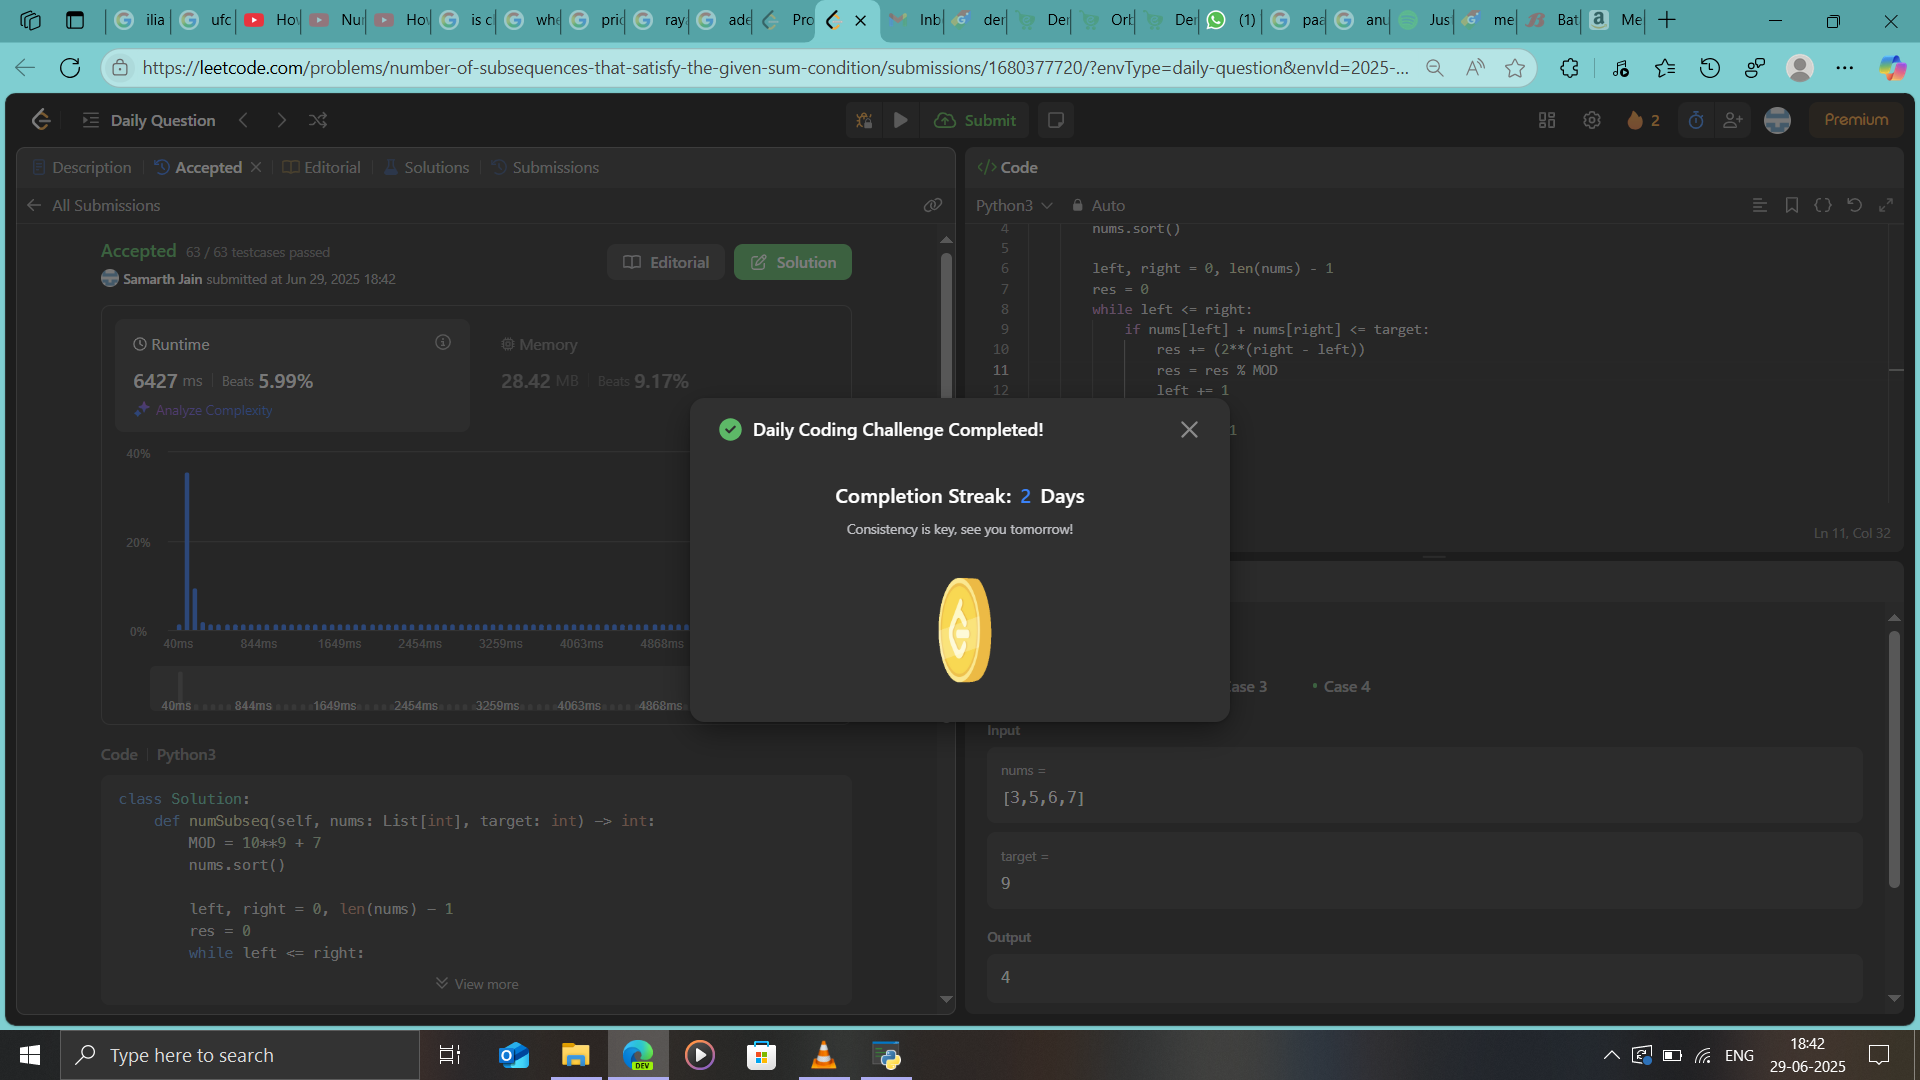 ilia
ufc
Hov
Nur
Hov
is c
whe
pric
ray
ade
Pro
Inb
der
Der
Orb
Der
(1)
paa
anu
Jus
me
Bat
Me
https://leetcode.com/problems/number-of-subsequences-that-satisfy-the-given-sum-condition/submissions/1680377720/?envType=daily-question&envId=2025-...
Daily Question
Submit
2
Premium
Description
Accepted
Editorial
Solutions
Submissions
All Submissions
Accepted 63 / 63 testcases passed
Samarth Jain submitted at Jun 29, 2025 18:42
Editorial
Solution
Runtime
6427 ms Beats 5.99%
Analyze Complexity
Memory
28.42 MB Beats 9.17%
40%
20%
0%
40ms 844ms 1649ms 2454ms 3259ms 4063ms 4868ms
40ms 844ms 1649ms 2454ms 3259ms 4063ms 4868ms
Code Python3
class Solution:
def numSubseq(self, nums: List[int], target: int) -> int:
MOD = 10**9 + 7
nums.sort()
left, right = 0, len(nums) - 1
res = 0
while left <= right:
View more
Daily Coding Challenge Completed!
Completion Streak: 2 Days
Consistency is key, see you tomorrow!
</> Code
Python3
Auto
4 nums.sort()
5
6 left, right = 0, len(nums) - 1
7 res = 0
8 while left <= right:
9 if nums[left] + nums[right] <= target:
10 res += (2**(right - left))
11 res = res % MOD
12 left += 1
1
Ln 11, Col 32
ase 3
Case 4
Input
nums =
[3,5,6,7]
target =
9
Output
4
Type here to search
DEV
ENG
18:42
29-06-2025